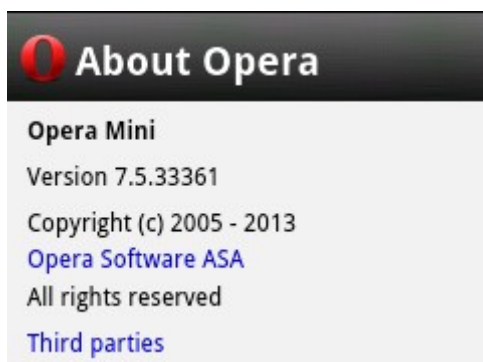 About Opera
Opera Mini
Version 7.5.33361
Copyright (c) 2005 - 2013
Opera Software ASA
All rights reserved
Third parties